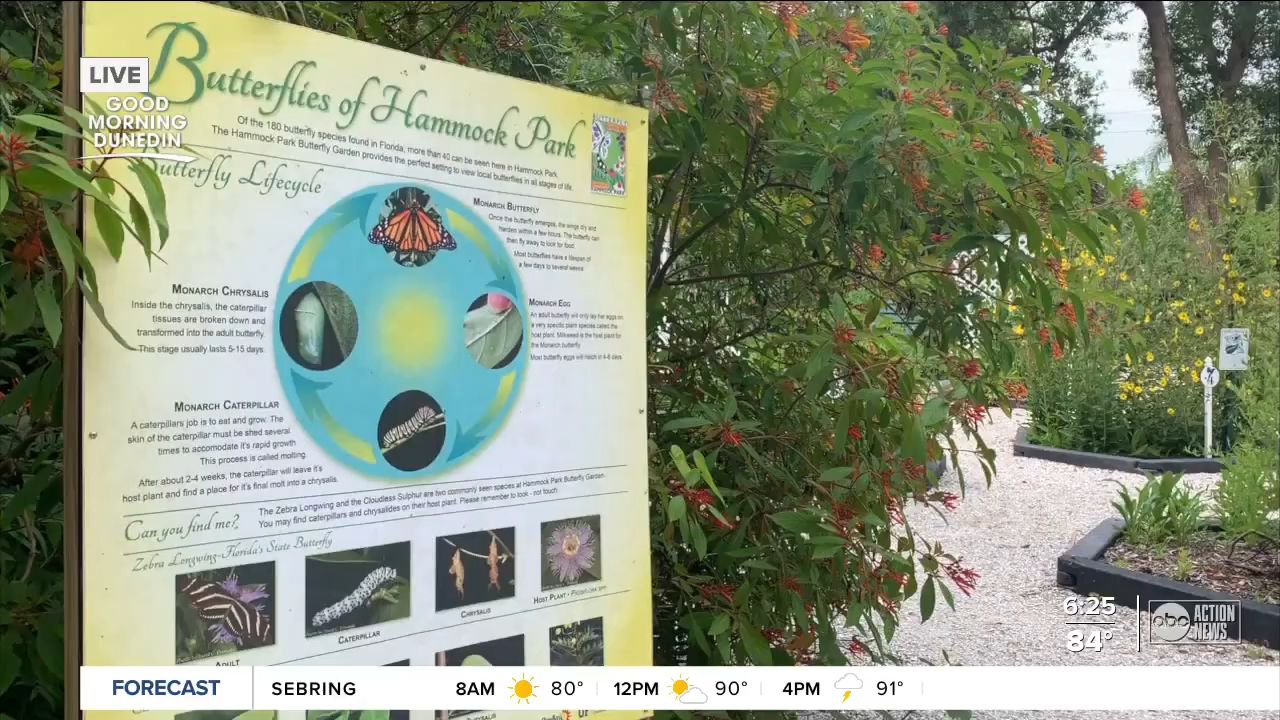 LIVE
GOOD
MORNING
DUNEDIN
Butterflies of Hammock Park
Of the 180 butterfly species found in Florida, more than 40 can be seen here in Hammock Park.
The Hammock Park Butterfly Garden provides the perfect setting to view local butterflies in all stages of life.
Butterfly Lifecycle
MONARCH BUTTERFLY
Once the butterfly emerges, the wings dry and
harden within a few hours. The butterfly can
then fly away to look for food.
Most butterflies have a lifespan of
a few days to several weeks
MONARCH CHRYSALIS
Inside the chrysalis, the caterpillar
tissues are broken down and
transformed into the adult butterfly.
This stage usually lasts 5-15 days.
MONARCH EGG
An adult butterfly will only lay her eggs on
a very specific plant species called the
host plant. Milkweed is the host plant for
the Monarch butterfly.
Most butterfly eggs will hatch in 4-8 days
MONARCH CATERPILLAR
A caterpillars job is to eat and grow. The
skin of the caterpillar must be shed several
times to accomodate it's rapid growth
This process is called molting.
After about 2-4 weeks, the caterpillar will leave it's
host plant and find a place for it's final molt into a chrysalis.
Can you find me?
The Zebra Longwing and the Cloudless Sulphur are two commonly seen species at Hammock Park Butterfly Garden.
You may find caterpillars and chrysalides on their host plant. Please remember to look - not touch.
Zebra Longwing-Florida's State Butterfly
ADULT
CATERPILLAR
CHRYSALIS
HOST PLANT • PASSIFLORA SPP
CHRYSALIS
6:25
84°
abc
ACTION
NEWS
FORECAST SEBRING 8AM 80° 12PM 90° 4PM 91°